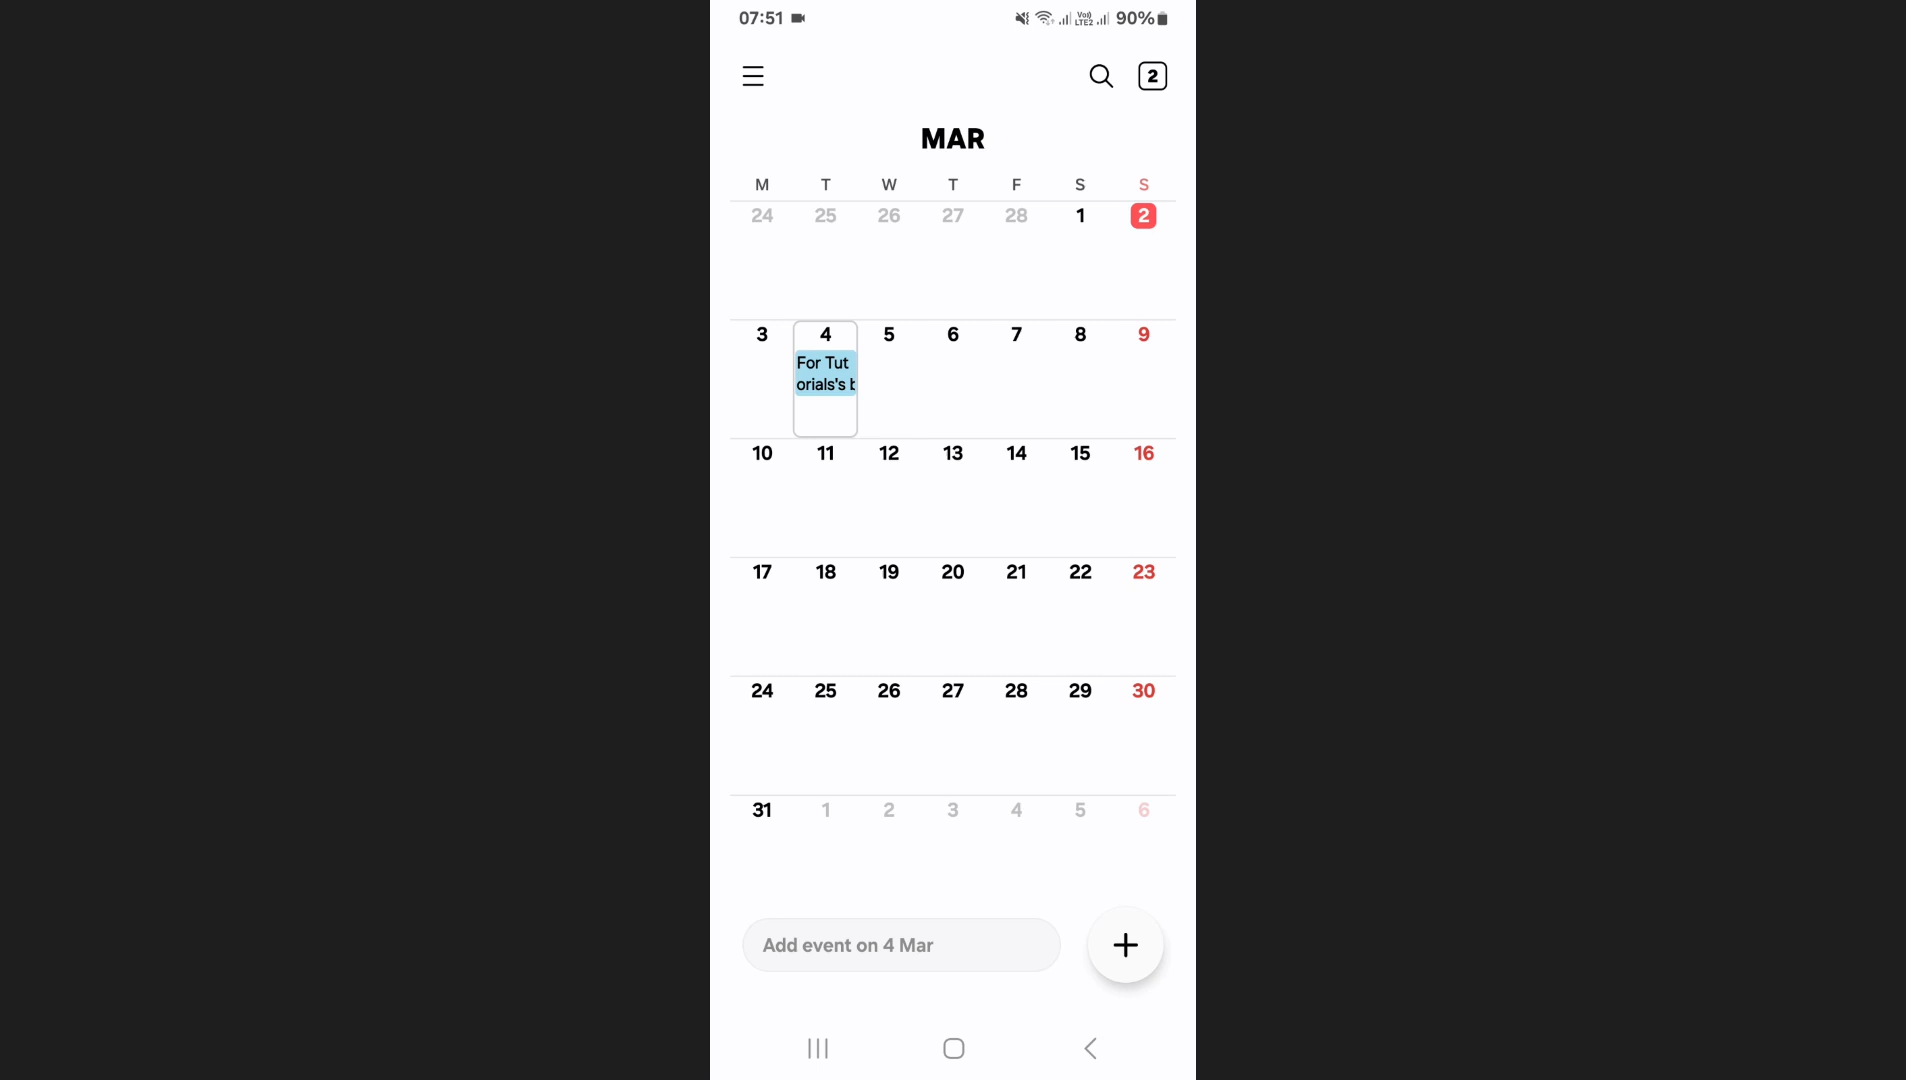 07:51 Vo)) LTE2 90%
2
MAR
M T W T F S S
24 25 26 27 28 1 2
3 4 5 6 7 8 9
For Tut
orials's b
10 11 12 13 14 15 16
17 18 19 20 21 22 23
24 25 26 27 28 29 30
31 1 2 3 4 5 6
Add event on 4 Mar